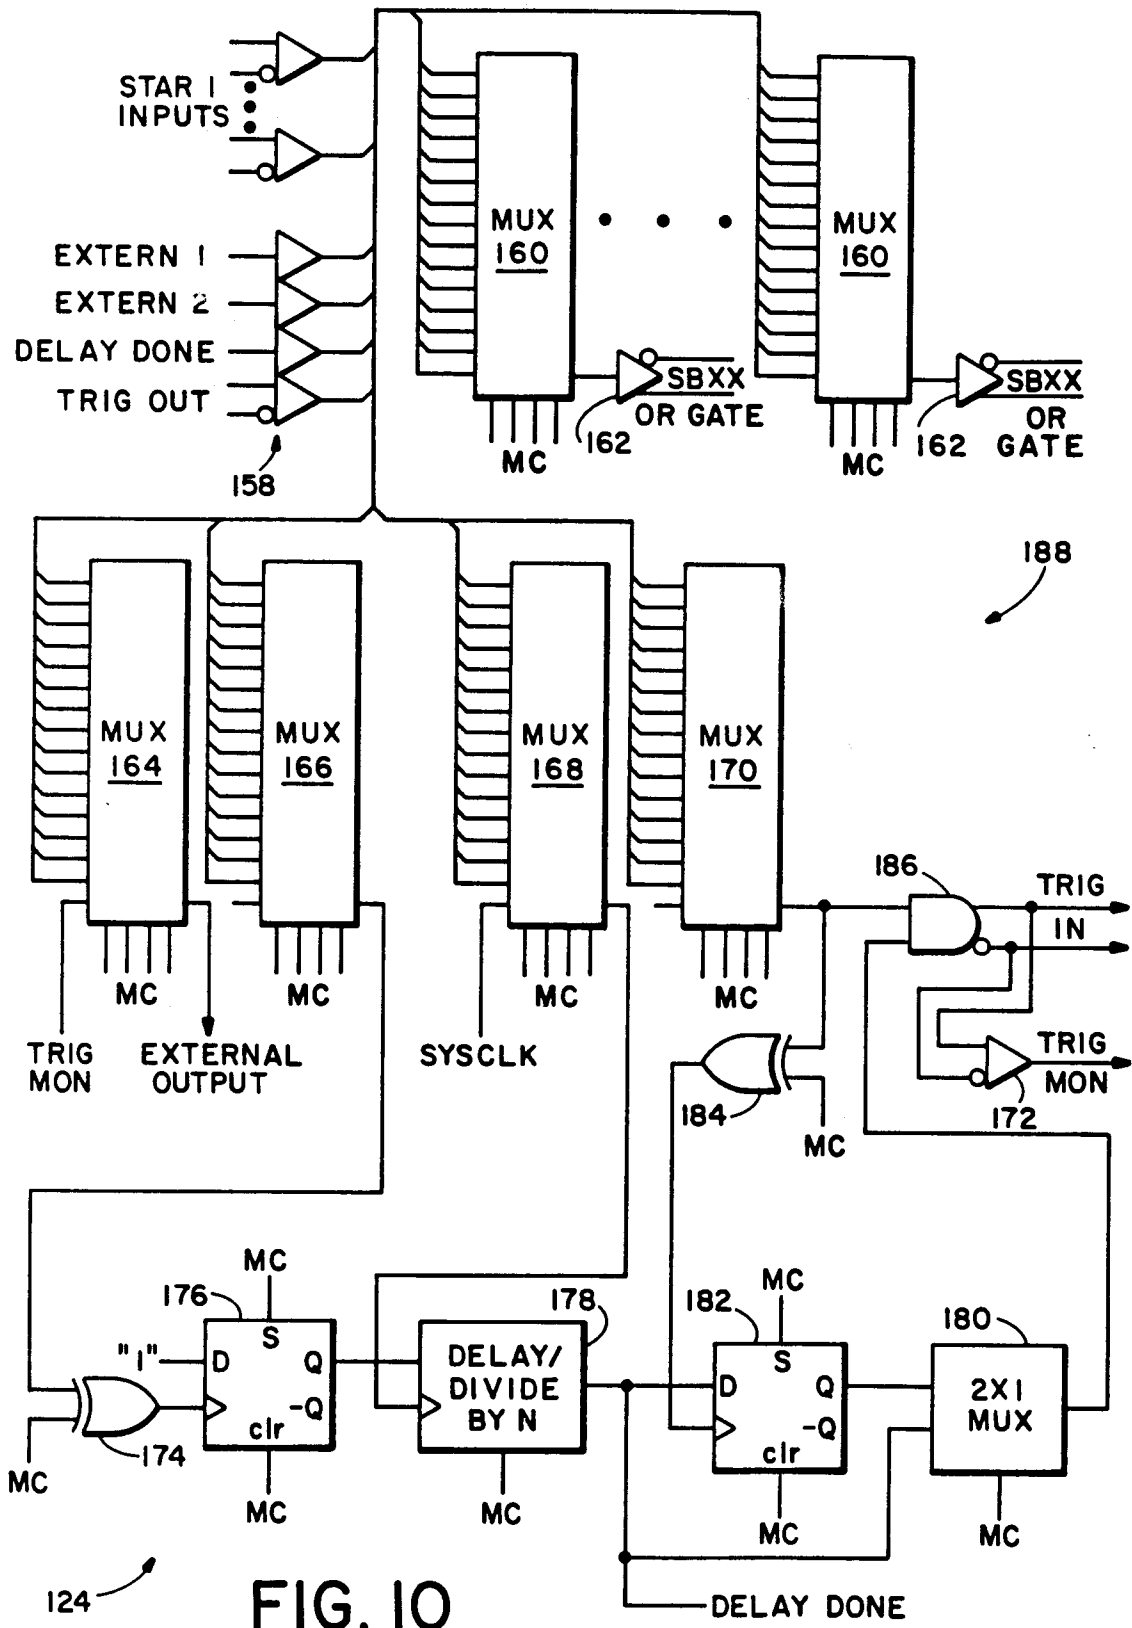 STAR 1
INPUTS
EXTERN 1
EXTERN 2
DELAY DONE
TRIG OUT
158
MUX
160
MC
SBXX
OR GATE
162
MUX
160
MC
SBXX
OR
GATE
162
188
MUX
164
MC
TRIG
MON
EXTERNAL
OUTPUT
MUX
166
MC
MUX
168
MC
SYSCLK
MUX
170
MC
186
TRIG
IN
TRIG
MON
172
184
MC
MC
174
"1"
176
MC
S
D
Q
-Q
clr
MC
178
DELAY/
DIVIDE
BY N
MC
182
MC
S
D
Q
-Q
clr
MC
180
2X1
MUX
MC
DELAY DONE
124
FIG. 10